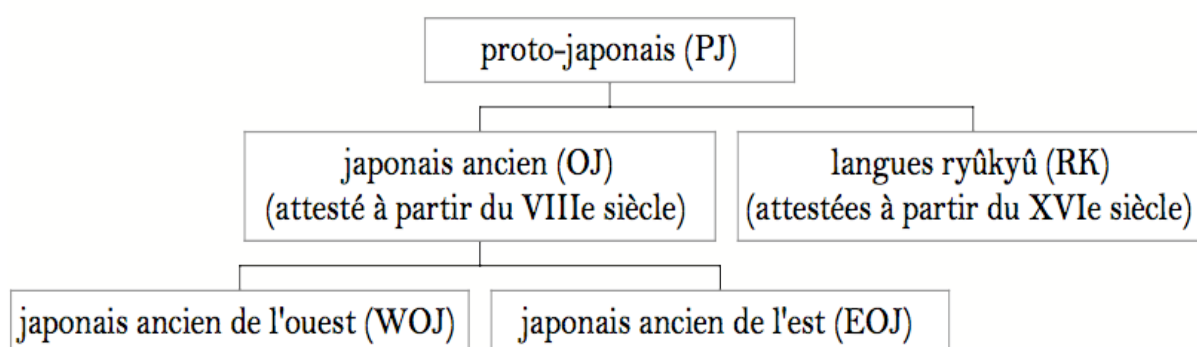 proto-japonais (PJ)
japonais ancien (OJ)
(attesté à partir du VIIIe siècle)
langues ryûkyû (RK)
(attestées à partir du XVIe siècle)
japonais ancien de l'ouest (WOJ)
japonais ancien de l'est (EOJ)